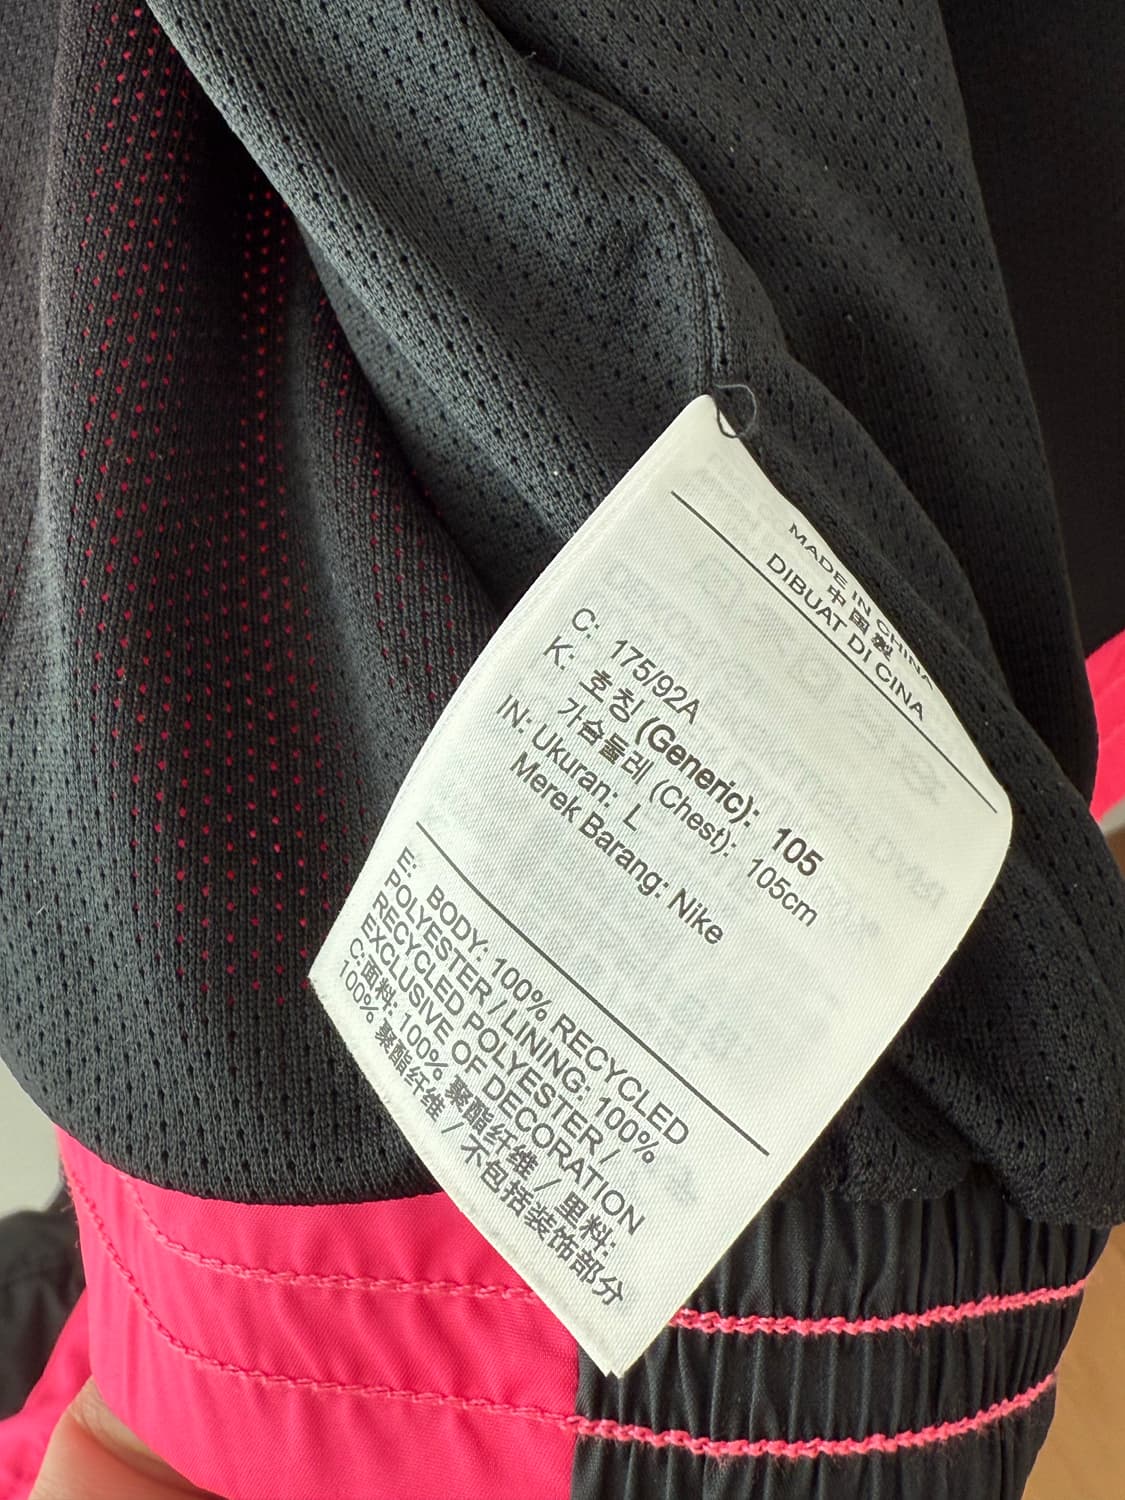 MADE IN CHINA
中国製
DIBUAT DI CINA
C: 175/92A
K: 호칭 (Generic): 105
가슴둘레 (Chest): 105cm
IN: Ukuran: L
Merek Barang: Nike
E: BODY: 100% RECYCLED
POLYESTER / LINING: 100%
RECYCLED POLYESTER /
EXCLUSIVE OF DECORATION
C: 面料: 100% 聚酯纤维 / 里料:
100% 聚酯纤维 / 不包括装饰部分